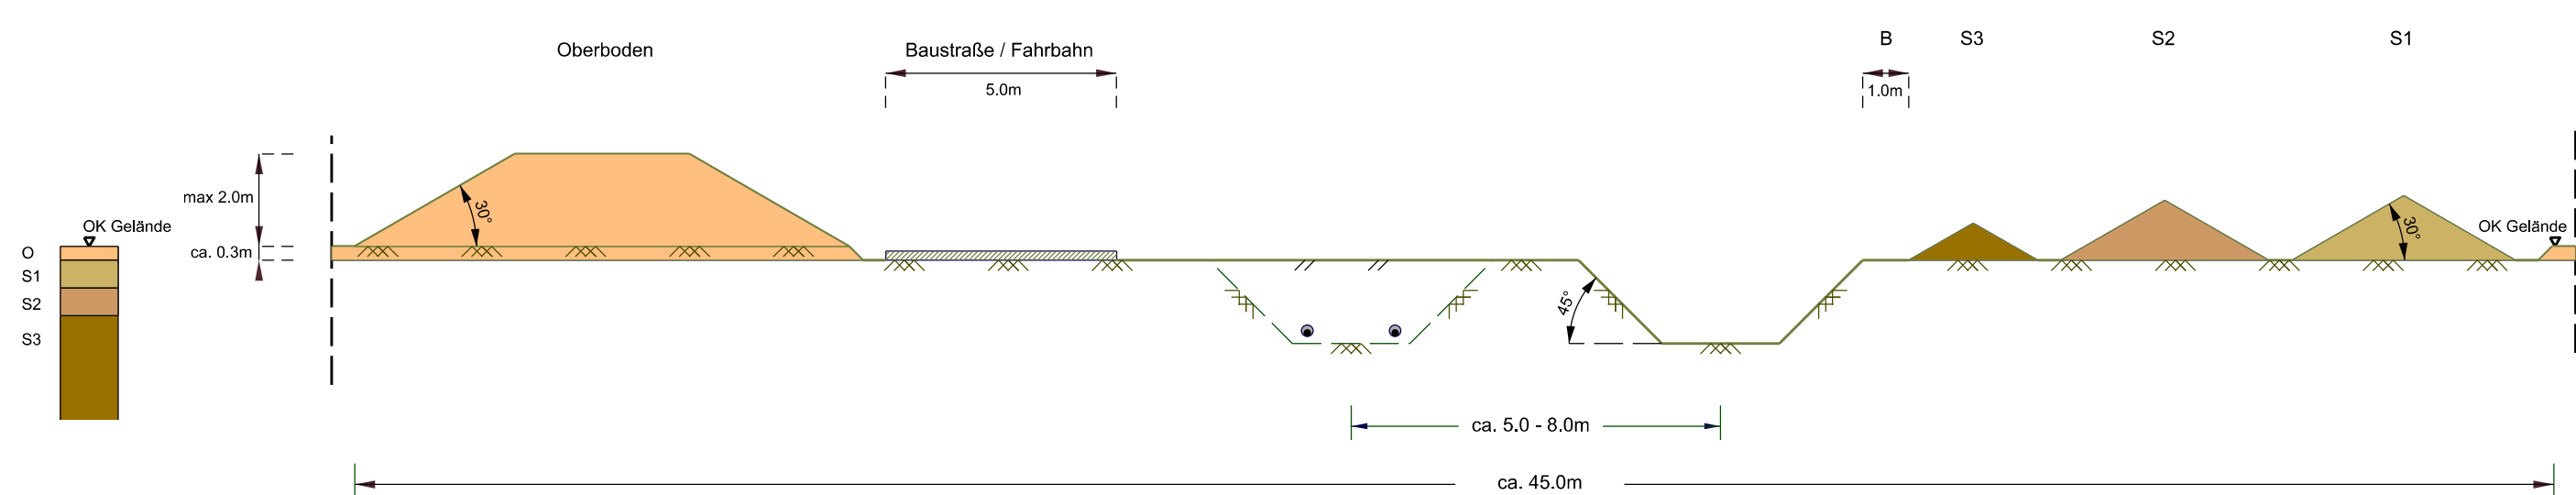 Oberboden
Baustraße / Fahrbahn
5.0m
B
S3
S2
S1
1.0m
max 2.0m
ca. 0.3m
OK Gelände
O
S1
S2
S3
30°
45°
30°
OK Gelände
ca. 5.0 - 8.0m
ca. 45.0m